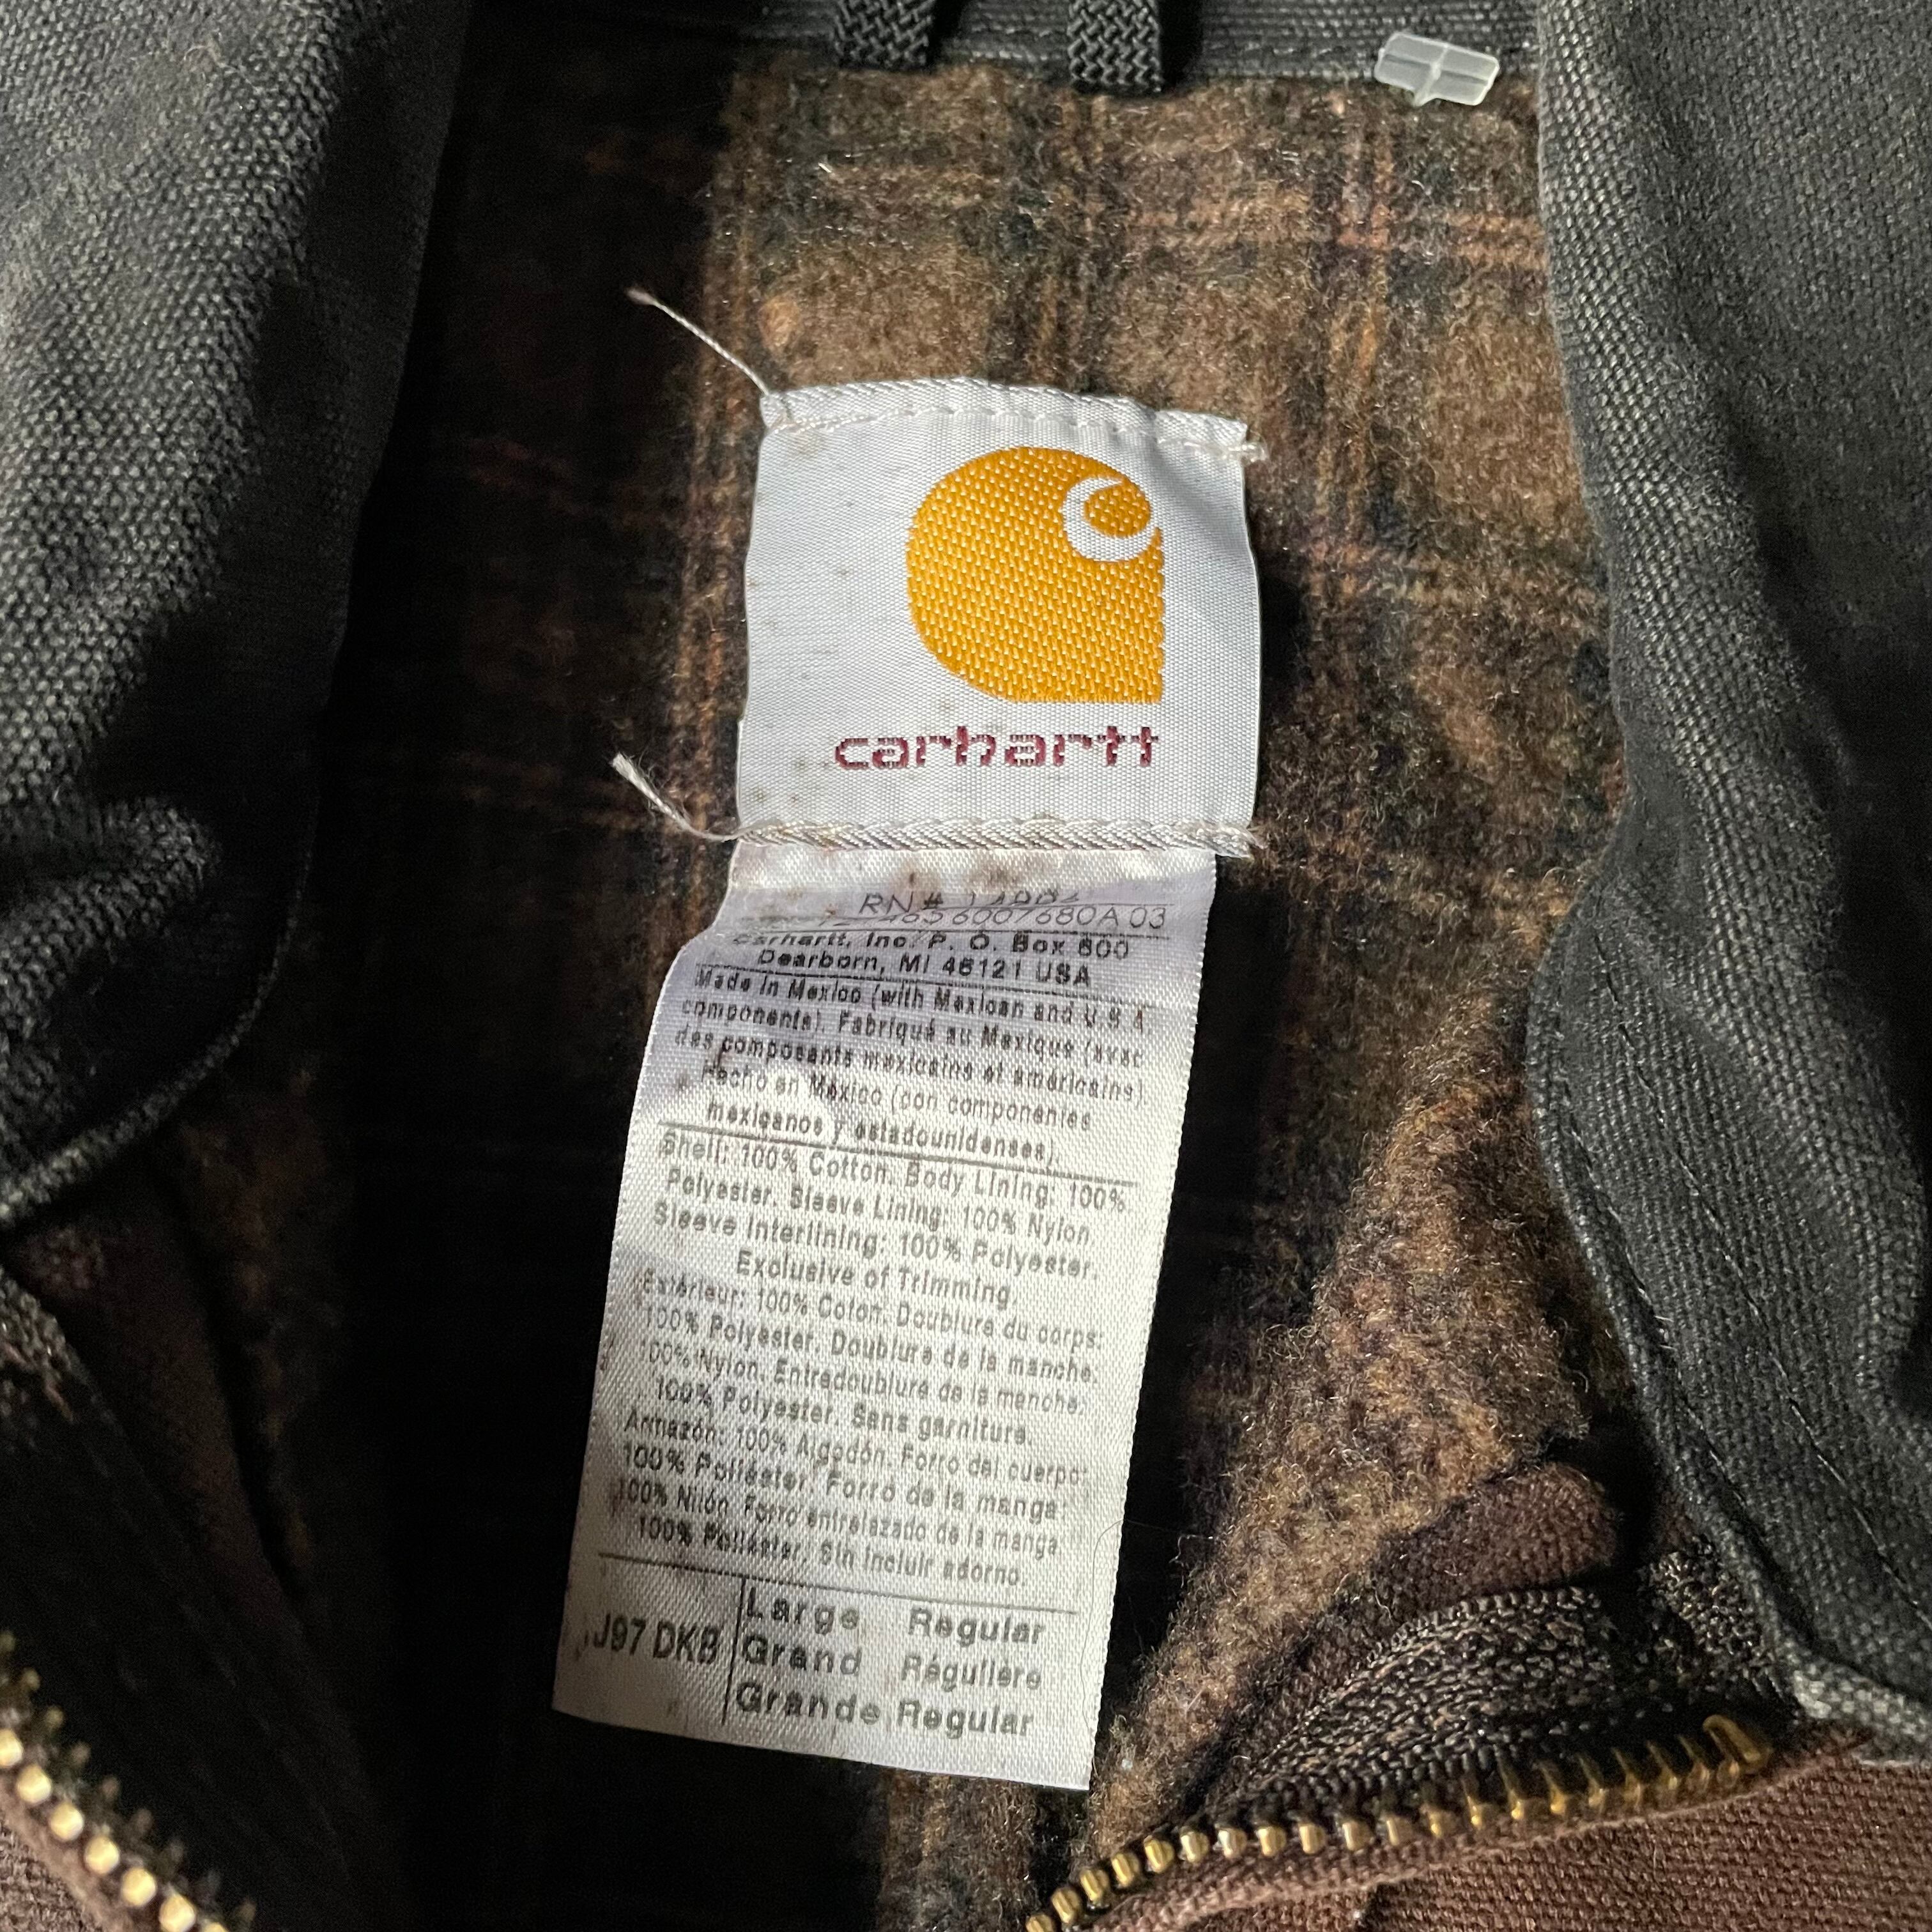 carhartt
RN# 14806
6007680A 03
Carhartt, Inc. P. O. Box 600
Dearborn, MI 48121 USA
Made in Mexico (with Mexican and U.S.A.
components). Fabriqué au Mexique (avec
des composants mexicains et américains).
Hecho en México (con componentes
mexicanos y estadounidenses).
Shell: 100% Cotton. Body Lining: 100%
Polyester. Sleeve Lining: 100% Nylon.
Sleeve Interlining: 100% Polyester.
Exclusive of Trimming.
Extérieur: 100% Coton. Doublure du corps:
100% Polyester. Doublure de la manche:
100% Nylon. Entredoublure de la manche:
100% Polyester. Sans garniture.
Armazón: 100% Algodón. Forro del cuerpo:
100% Poliéster. Forro de la manga:
100% Nilón. Forro entrelazado de la manga:
100% Poliéster. Sin incluir adorno.
J97 DKB
Large Regular
Grand Régulière
Grande Regular